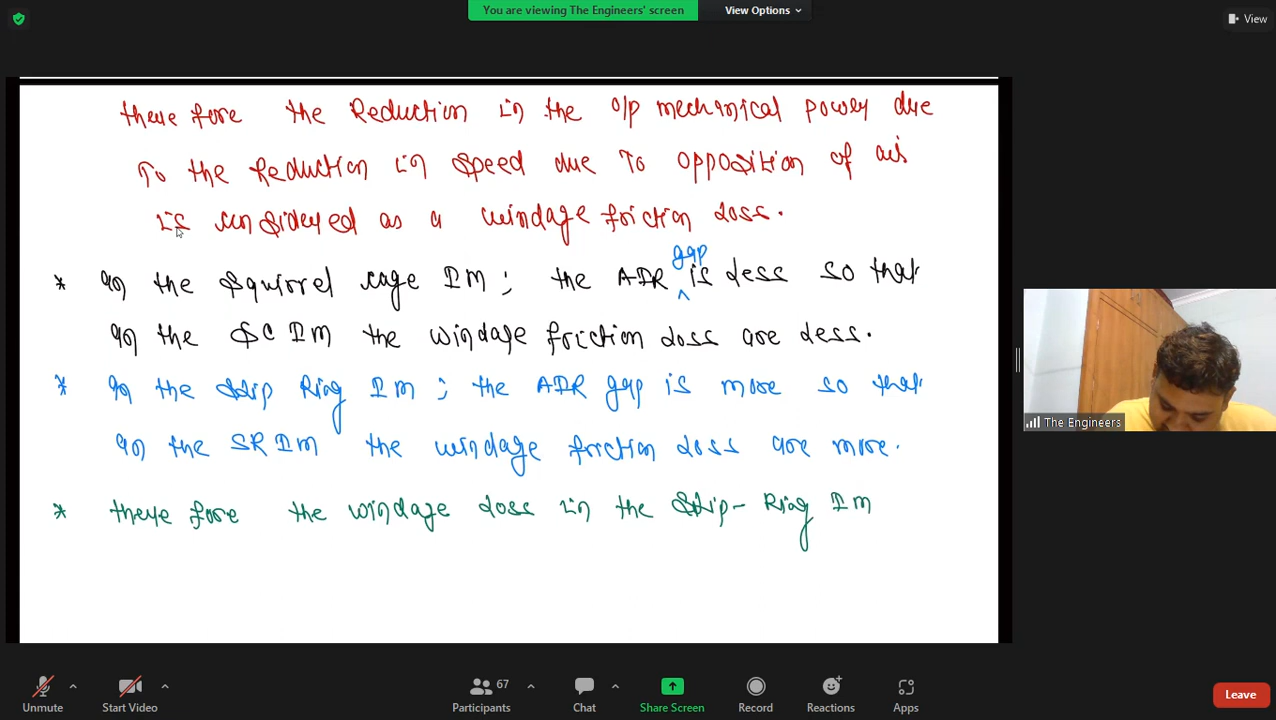 You are viewing The Engineers' screen
View Options
View
therefore the Reduction in the o/p mechanical power due
To the Reduction in speed due To opposition of air
is considered as a windage friction loss.
gap
* In the Squirrel cage IM ; the AIR ^ is less so that
In the SCIM the windage friction loss are less.
* In the Slip Ring IM ; the AIR gap is more so that
In the SRIM the windage friction loss are more.
* therefore the windage loss in the Slip-Ring IM
The Engineers
Unmute
Start Video
67
Participants
Chat
Share Screen
Record
Reactions
Apps
Leave